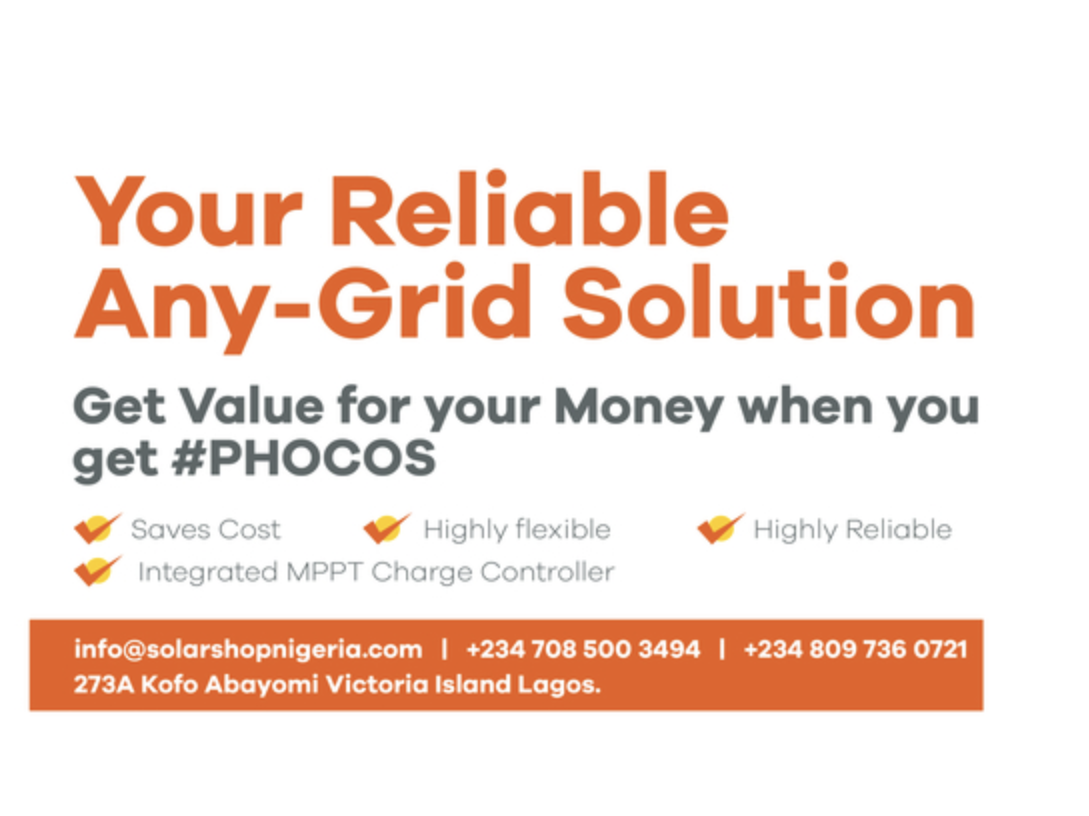 Your Reliable
Any-Grid Solution
Get Value for your Money when you
get #PHOCOS
Saves Cost Highly flexible Highly Reliable
Integrated MPPT Charge Controller
info@solarshopnigeria.com | +234 708 500 3494 | +234 809 736 0721
273A Kofo Abayomi Victoria Island Lagos.